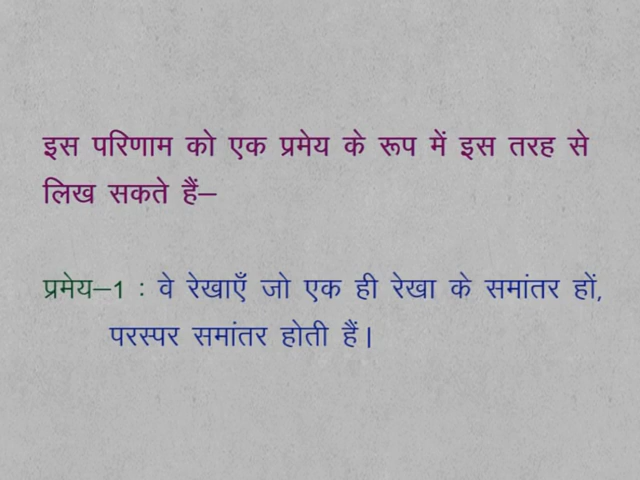 इस परिणाम को एक प्रमेय के रूप में इस तरह से
लिख सकते हैं–
प्रमेय–1 : वे रेखाएँ जो एक ही रेखा के समांतर हों,
परस्पर समांतर होती हैं।